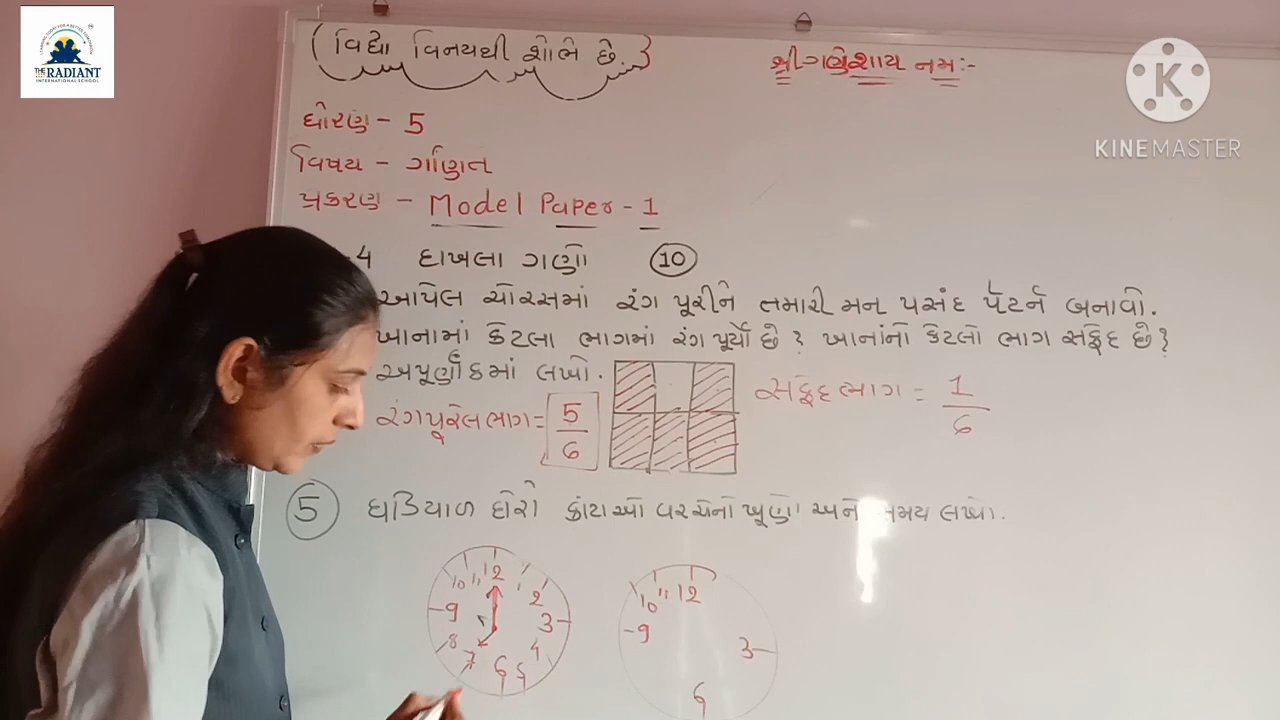 THE RADIANT
INTERNATIONAL SCHOOL
(વિદ્યા વિનયથી શોભે છે.)
શ્રી ગણેશાય નમઃ-
KINEMASTER
ધોરણ - 5
વિષય - ગણિત
પ્રકરણ - Model Paper - 1
-4 દાખલા ગણો 10
આપેલ ચોરસમાં રંગ પૂરીને તમારી મન પસંદ પેટર્ન બનાવો.
ખાનામાં કેટલા ભાગમાં રંગ પૂર્યો છે? ખાનાંનો કેટલો ભાગ સફેદ છે?
અપૂર્ણાંકમાં લખો.
રંગ પૂરેલ ભાગ = 5/6
સફેદ ભાગ = 1/6
5 ઘડિયાળ દોરો કાંટાઓ વચ્ચેનો ખૂણો અને સમય લખો.
12 1 2 3 4 5 6 7 8 9 10 11
12 3 6 9 10 11